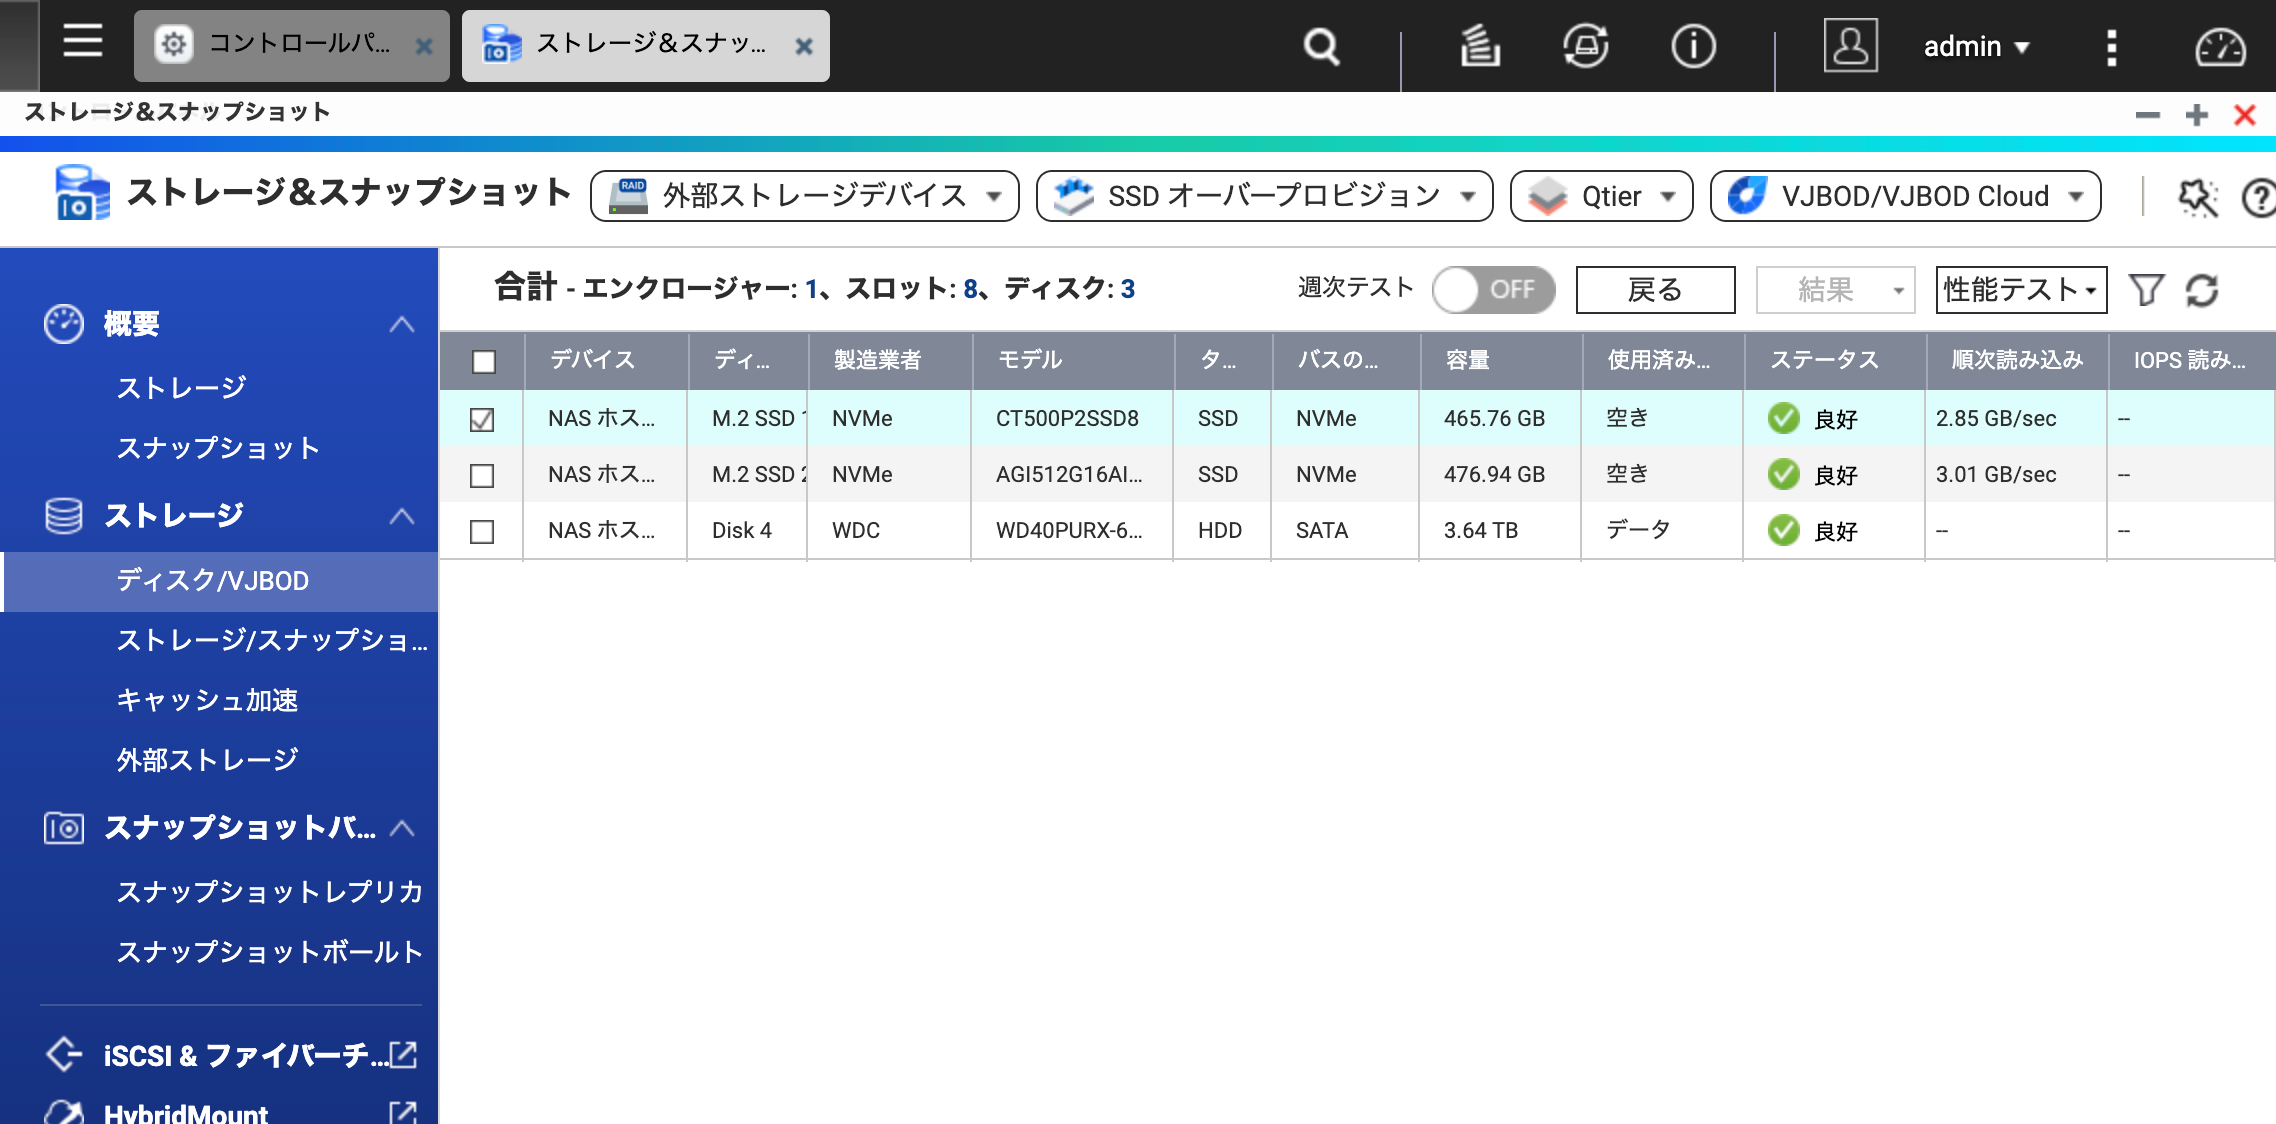 コントロールパ...
ストレージ＆スナッ...
admin
ストレージ＆スナップショット
ストレージ＆スナップショット
RAID
外部ストレージデバイス
SSD オーバープロビジョン
Qtier
VJBOD/VJBOD Cloud
概要
ストレージ
スナップショット
ストレージ
ディスク/VJBOD
ストレージ/スナップショ...
キャッシュ加速
外部ストレージ
スナップショットバ...
スナップショットレプリカ
スナップショットボールト
iSCSI & ファイバーチ...
HybridMount
合計 - エンクロージャー: 1、スロット: 8、ディスク: 3
週次テスト OFF 戻る 結果 性能テスト
デバイス ディ... 製造業者 モデル タ... バスの... 容量 使用済み... ステータス 順次読み込み IOPS 読み...
NAS ホス... M.2 SSD 1 NVMe CT500P2SSD8 SSD NVMe 465.76 GB 空き 良好 2.85 GB/sec --
NAS ホス... M.2 SSD 2 NVMe AGI512G16AI... SSD NVMe 476.94 GB 空き 良好 3.01 GB/sec --
NAS ホス... Disk 4 WDC WD40PURX-6... HDD SATA 3.64 TB データ 良好 -- --